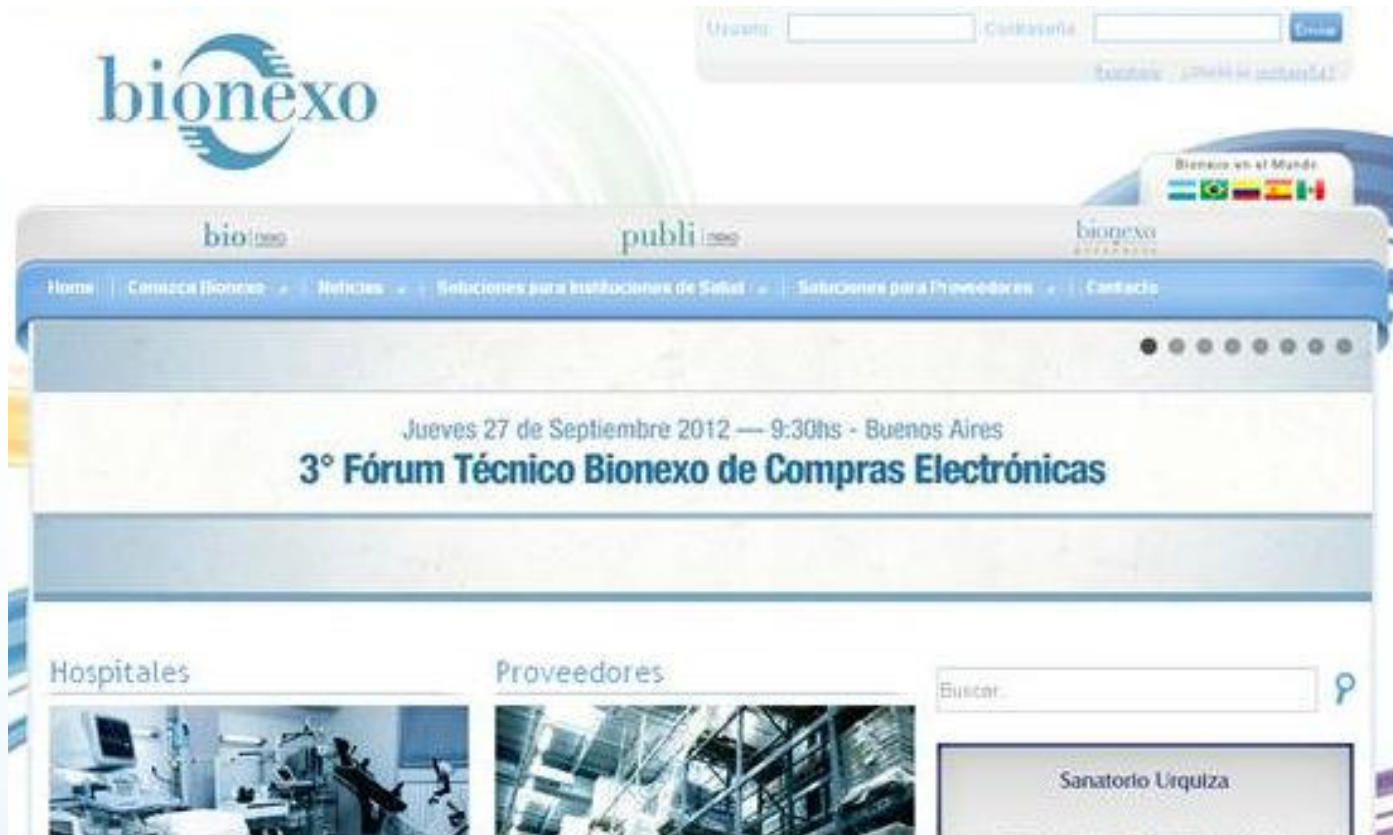 bionexo
Usuario: Contraseña: Enviar
Bionexo en el Mundo
bio nexo publi nexo bionexo
Home Conozca Bionexo Noticias Soluciones para Instituciones de Salud Soluciones para Proveedores Contacto
Jueves 27 de Septiembre 2012 — 9:30hs - Buenos Aires
3° Fórum Técnico Bionexo de Compras Electrónicas
Hospitales Proveedores
Buscar...
Sanatorio Urquiza